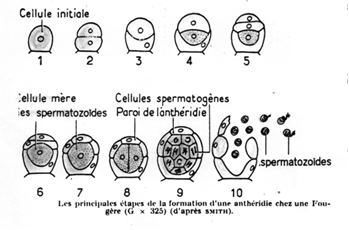 Cellule initiale
1 2 3 4 5
Cellule mère
des spermatozoïdes
Cellules spermatogènes
Paroi de l'anthéridie
spermatozoïdes
6 7 8 9 10
Les principales étapes de la formation d'une anthéridie chez une Fou-
gère (G × 325) (d'après SMITH).